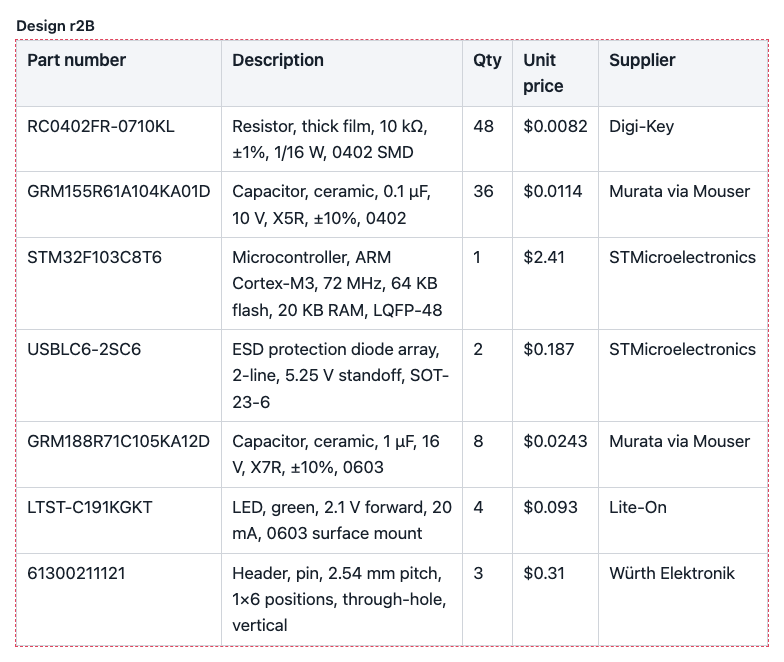 Design r2B
Part number Description Qty Unit price Supplier
RC0402FR-0710KL Resistor, thick film, 10 kΩ, ±1%, 1/16 W, 0402 SMD 48 $0.0082 Digi-Key
GRM155R61A104KA01D Capacitor, ceramic, 0.1 µF, 10 V, X5R, ±10%, 0402 36 $0.0114 Murata via Mouser
STM32F103C8T6 Microcontroller, ARM Cortex-M3, 72 MHz, 64 KB flash, 20 KB RAM, LQFP-48 1 $2.41 STMicroelectronics
USBLC6-2SC6 ESD protection diode array, 2-line, 5.25 V standoff, SOT-23-6 2 $0.187 STMicroelectronics
GRM188R71C105KA12D Capacitor, ceramic, 1 µF, 16 V, X7R, ±10%, 0603 8 $0.0243 Murata via Mouser
LTST-C191KGKT LED, green, 2.1 V forward, 20 mA, 0603 surface mount 4 $0.093 Lite-On
61300211121 Header, pin, 2.54 mm pitch, 1×6 positions, through-hole, vertical 3 $0.31 Würth Elektronik